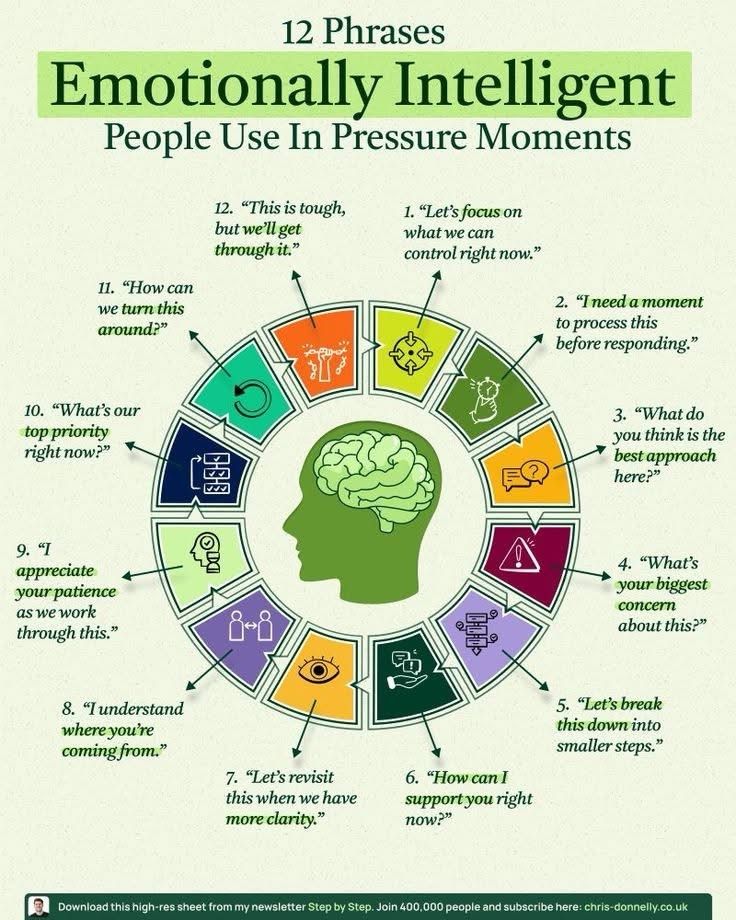 12 Phrases
Emotionally Intelligent
People Use In Pressure Moments
1. “Let’s focus on
what we can
control right now.”
2. “I need a moment
to process this
before responding.”
3. “What do
you think is the
best approach
here?”
4. “What’s
your biggest
concern
about this?”
5. “Let’s break
this down into
smaller steps.”
6. “How can I
support you right
now?”
7. “Let’s revisit
this when we have
more clarity.”
8. “I understand
where you’re
coming from.”
9. “I
appreciate
your patience
as we work
through this.”
10. “What’s our
top priority
right now?”
11. “How can
we turn this
around?”
12. “This is tough,
but we’ll get
through it.”
Download this high-res sheet from my newsletter Step by Step. Join 400,000 people and subscribe here: chris-donnelly.co.uk